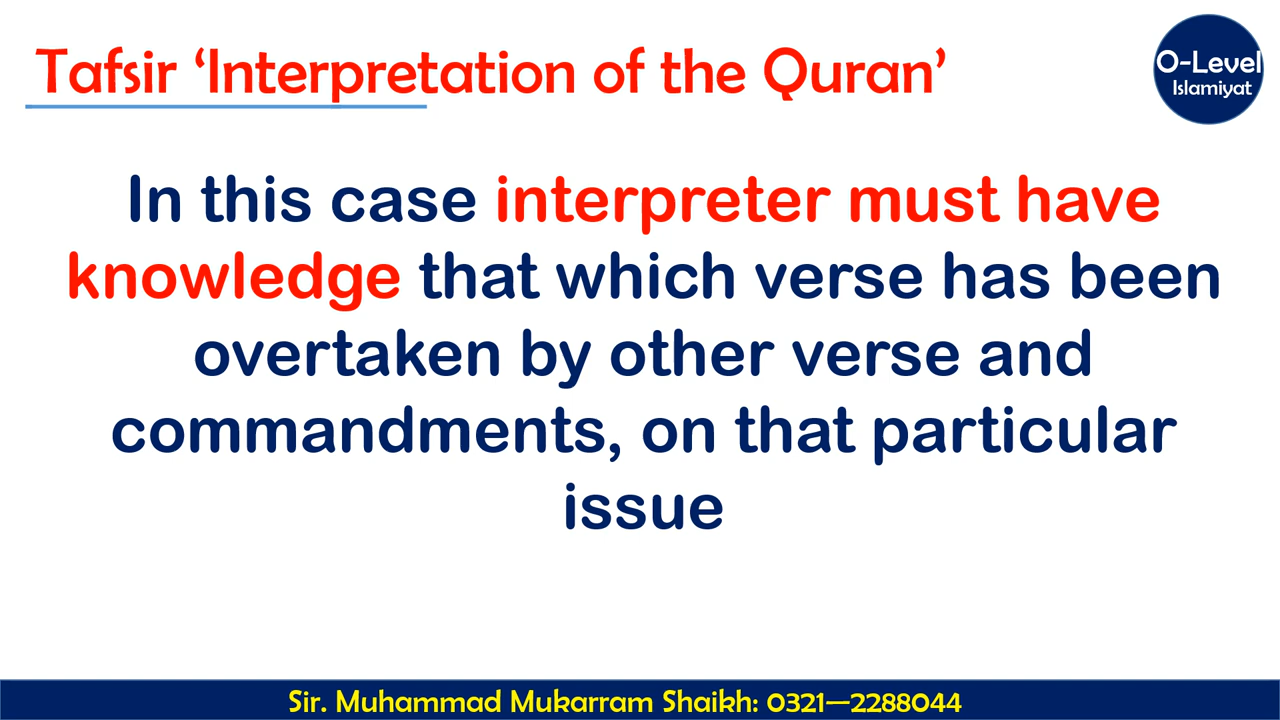 Tafsir ‘Interpretation of the Quran’
O-Level
Islamiyat
In this case interpreter must have
knowledge that which verse has been
overtaken by other verse and
commandments, on that particular
issue
Sir. Muhammad Mukarram Shaikh: 0321—2288044